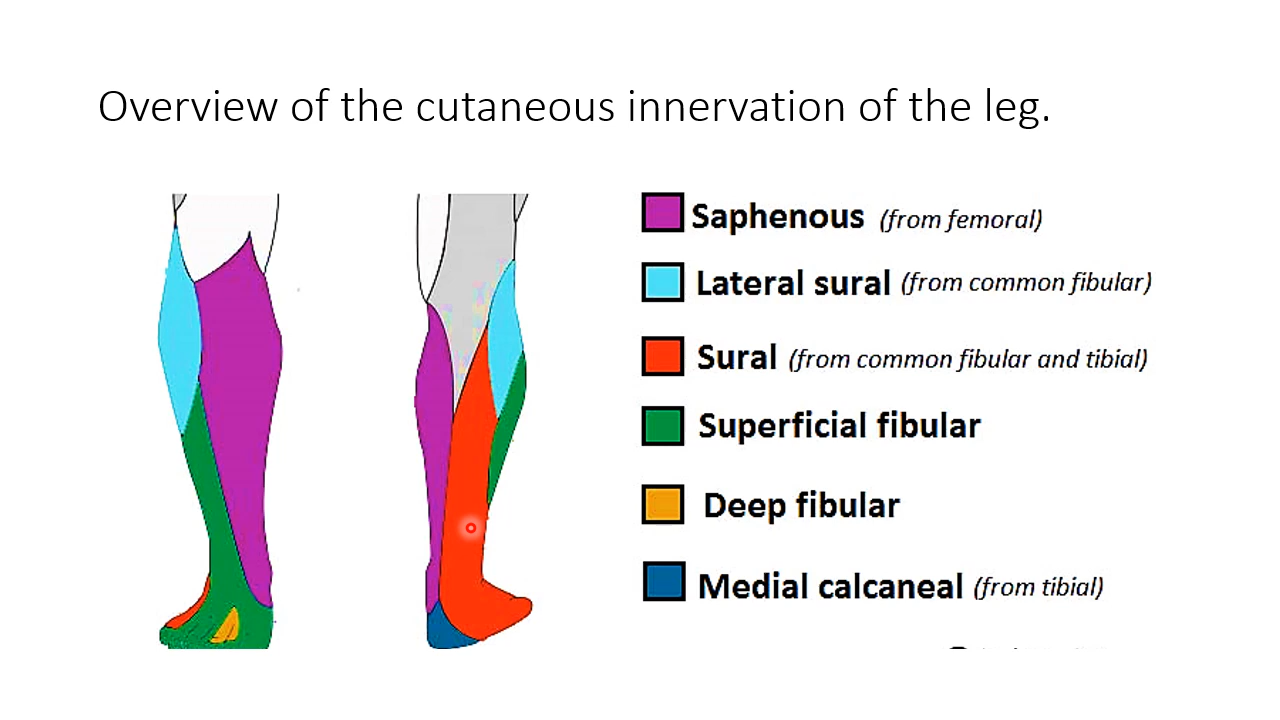 Overview of the cutaneous innervation of the leg.
Saphenous (from femoral)
Lateral sural (from common fibular)
Sural (from common fibular and tibial)
Superficial fibular
Deep fibular
Medial calcaneal (from tibial)